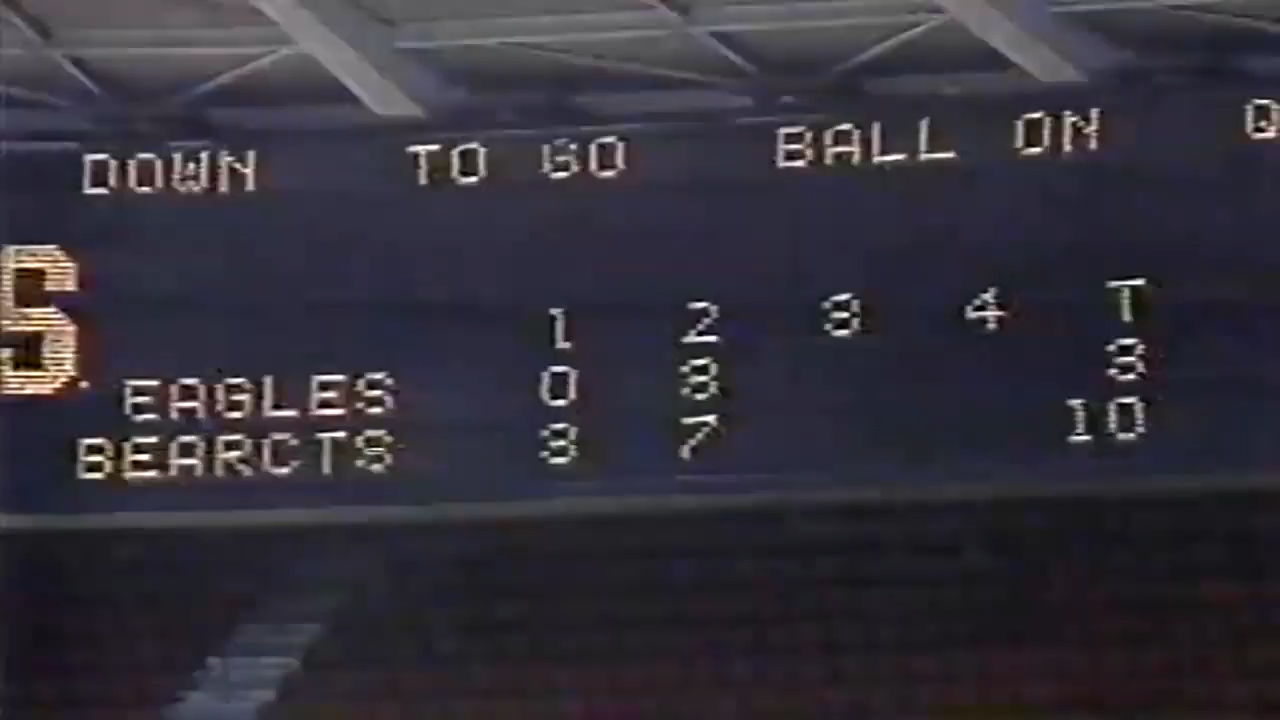 DOWN TO GO BALL ON Q
S
1 2 3 4 T
EAGLES 0 3 3
BEARCTS 3 7 10